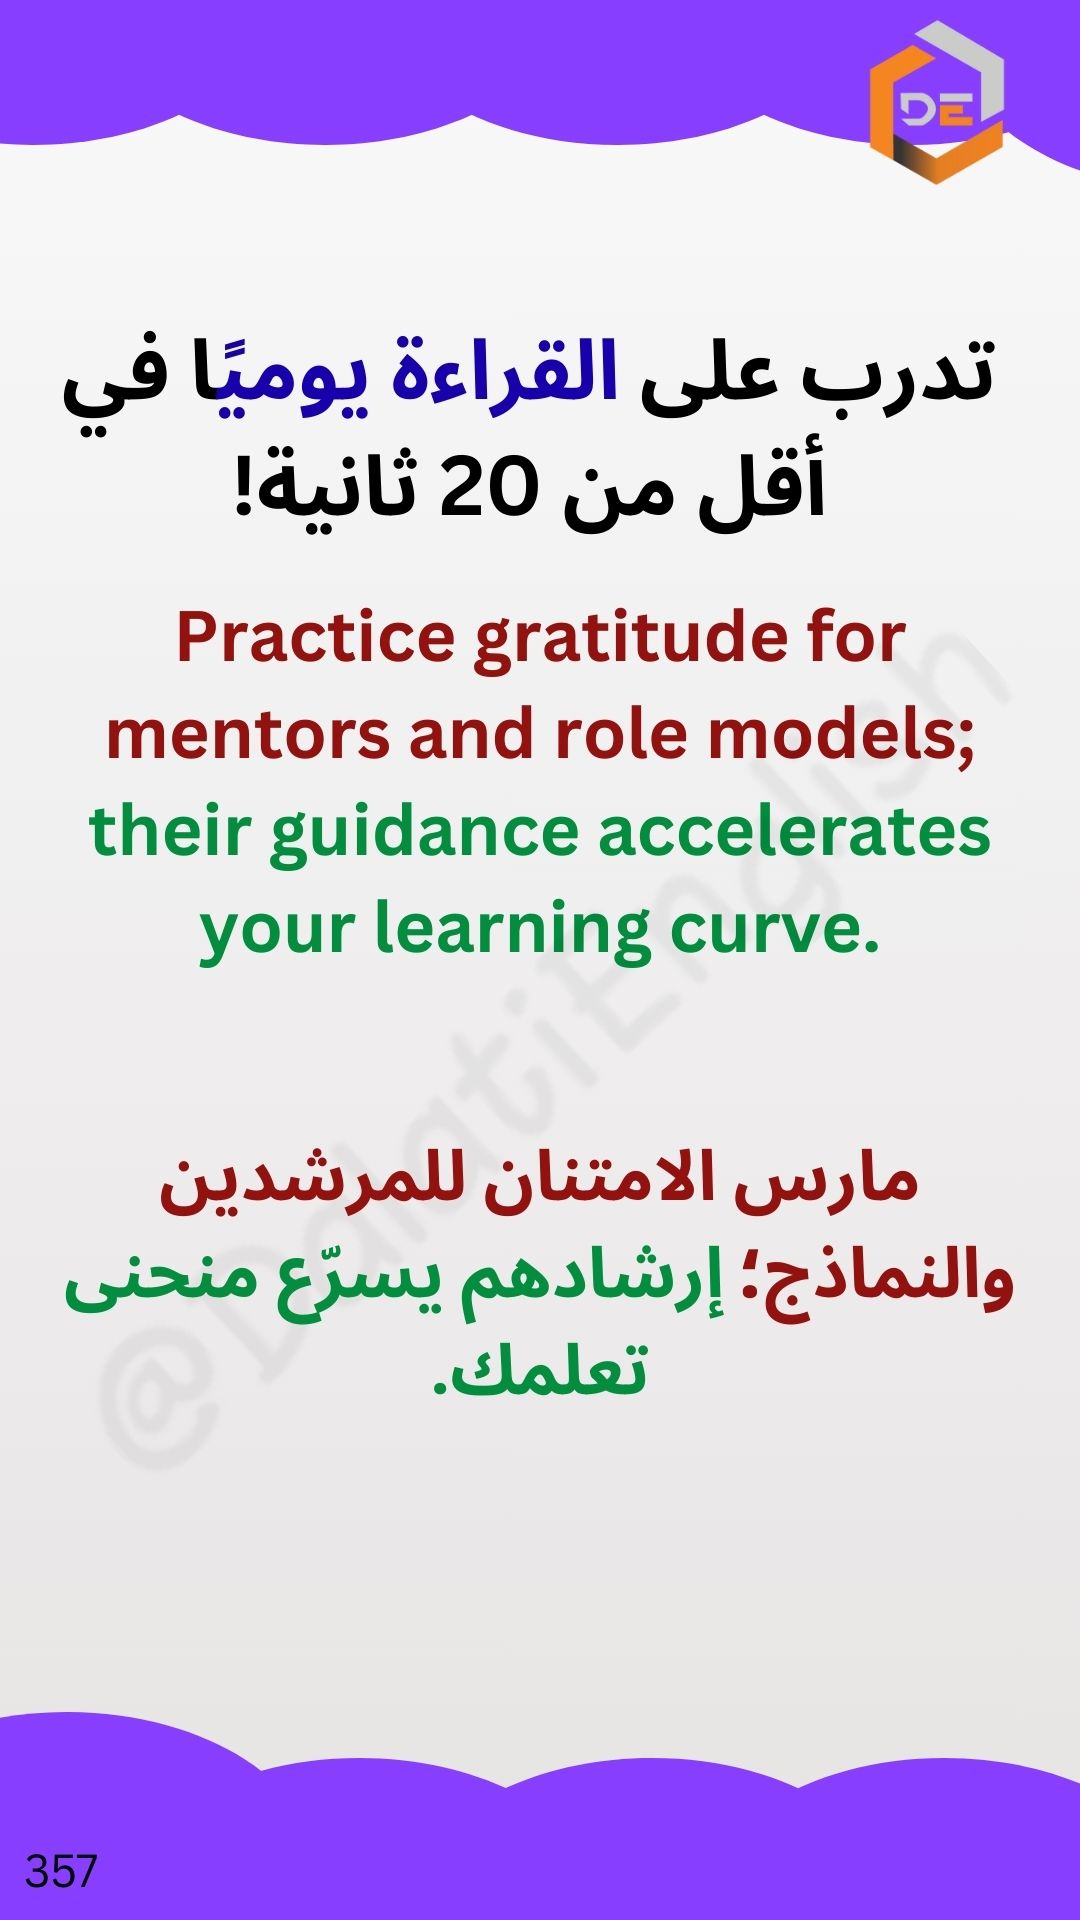 DE
تدرب على القراءة يوميًا في
أقل من 20 ثانية!
Practice gratitude for
mentors and role models;
their guidance accelerates
your learning curve.
مارس الامتنان للمرشدين
والنماذج؛ إرشادهم يسرّع منحنى
تعلمك.
@DalatiEnglish
357